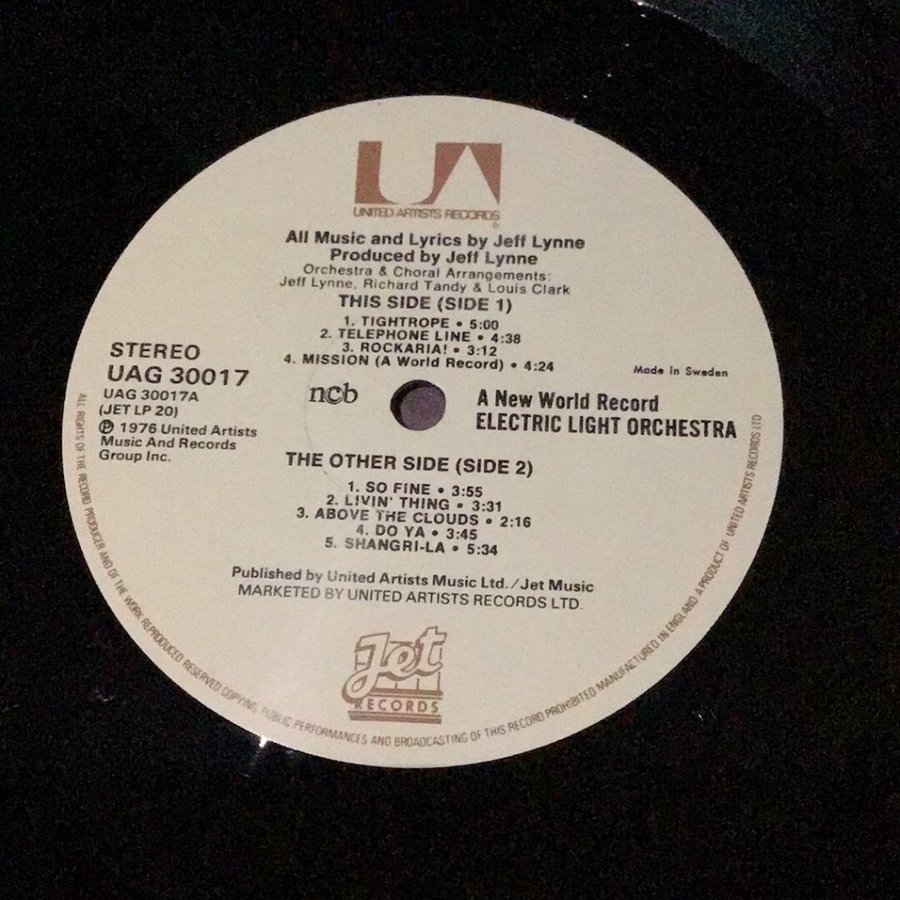 UA
UNITED ARTISTS RECORDS
®
All Music and Lyrics by Jeff Lynne
Produced by Jeff Lynne
Orchestra & Choral Arrangements:
Jeff Lynne, Richard Tandy & Louis Clark
THIS SIDE (SIDE 1)
1. TIGHTROPE • 5:00
2. TELEPHONE LINE • 4:38
3. ROCKARIA! • 3:12
4. MISSION (A World Record) • 4:24
STEREO
UAG 30017
UAG 30017A
(JET LP 20)
℗ 1976 United Artists
Music And Records
Group Inc.
ncb
Made in Sweden
A New World Record
ELECTRIC LIGHT ORCHESTRA
THE OTHER SIDE (SIDE 2)
1. SO FINE • 3:55
2. LIVIN' THING • 3:31
3. ABOVE THE CLOUDS • 2:16
4. DO YA • 3:45
5. SHANGRI-LA • 5:34
Published by United Artists Music Ltd./Jet Music
MARKETED BY UNITED ARTISTS RECORDS LTD.
Jet
RECORDS
ALL RIGHTS OF THE RECORD PRODUCER AND OF THE WORK REPRODUCED RESERVED COPYING PUBLIC PERFORMANCES AND BROADCASTING OF THIS RECORD PROHIBITED MANUFACTURED IN ENGLAND A PRODUCT OF UNITED ARTISTS RECORDS LTD